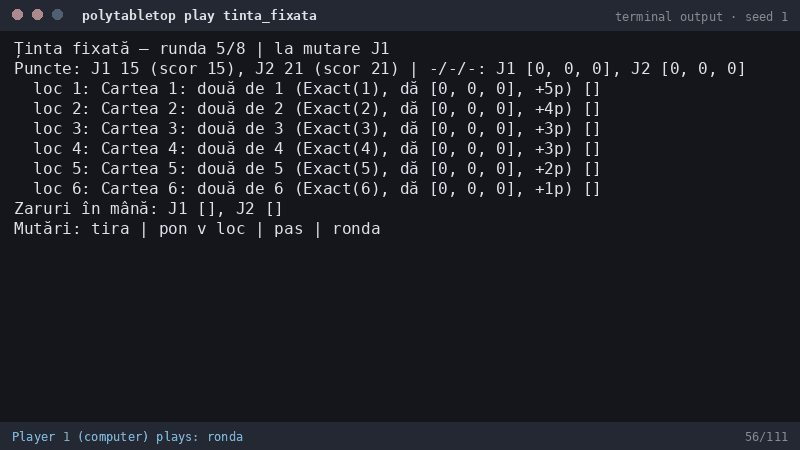 polytabletop play tinta_fixata
terminal output · seed 1
Ținta fixată — runda 5/8 | la mutare J1
Puncte: J1 15 (scor 15), J2 21 (scor 21) | -/-/-: J1 [0, 0, 0], J2 [0, 0, 0]
loc 1: Cartea 1: două de 1 (Exact(1), dă [0, 0, 0], +5p) []
loc 2: Cartea 2: două de 2 (Exact(2), dă [0, 0, 0], +4p) []
loc 3: Cartea 3: două de 3 (Exact(3), dă [0, 0, 0], +3p) []
loc 4: Cartea 4: două de 4 (Exact(4), dă [0, 0, 0], +3p) []
loc 5: Cartea 5: două de 5 (Exact(5), dă [0, 0, 0], +2p) []
loc 6: Cartea 6: două de 6 (Exact(6), dă [0, 0, 0], +1p) []
Zaruri în mână: J1 [], J2 []
Mutări: tira | pon v loc | pas | ronda
Player 1 (computer) plays: ronda
56/111